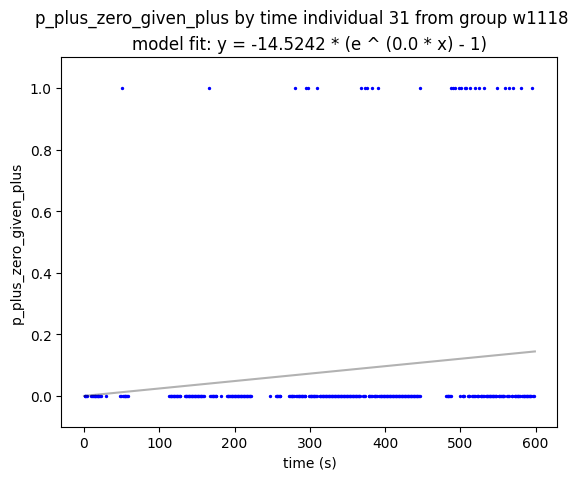 p_plus_zero_given_plus by time individual 31 from group w1118
model fit: y = -14.5242 * (e ^ (0.0 * x) - 1)
1.0
0.8
0.6
0.4
0.2
0.0
p_plus_zero_given_plus
0 100 200 300 400 500 600
time (s)